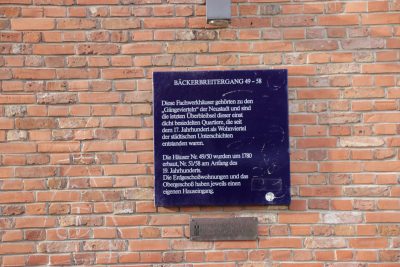 BÄCKERBREITERGANG 49 – 58
Diese Fachwerkhäuser gehörten zu den
„Gängevierteln" der Neustadt und sind
die letzten Überbleibsel dieser einst
dicht besiedelten Quartiere, die seit
dem 17. Jahrhundert als Wohnviertel
der städtischen Unterschichten
entstanden waren.
Die Häuser Nr. 49/50 wurden um 1780
erbaut, Nr. 51/58 am Anfang des
19. Jahrhunderts.
Die Erdgeschoßwohnungen und das
Obergeschoß haben jeweils einen
eigenen Hauseingang.